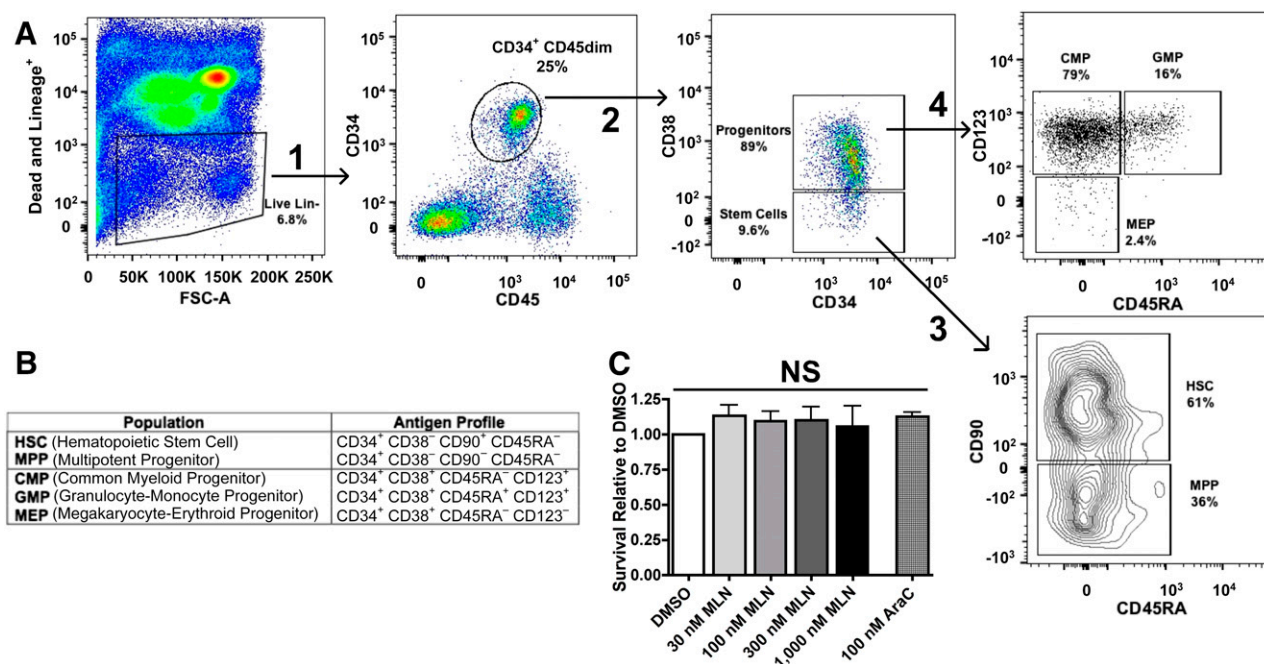 A
Dead and Lineage⁺
10⁵
10⁴
10³
10²
0
Live Lin-
6.8%
0 50K 100K 150K 200K 250K
FSC-A
1
CD34
10⁵
10⁴
10³
10²
0
CD34⁺ CD45dim
25%
0 10³ 10⁴ 10⁵
CD45
2
CD38
10⁵
10⁴
10³
10²
0
-10²
Progenitors
89%
Stem Cells
9.6%
0 10³ 10⁴ 10⁵
CD34
4
3
CD123
10⁴
10³
10²
0
-10²
CMP
79%
GMP
16%
MEP
2.4%
0 10³ 10⁴
CD45RA
CD90
10³
10²
0
-10²
-10³
HSC
61%
MPP
36%
0 10³ 10⁴
CD45RA
B
Population Antigen Profile
HSC (Hematopoietic Stem Cell) CD34⁺ CD38⁻ CD90⁺ CD45RA⁻
MPP (Multipotent Progenitor) CD34⁺ CD38⁻ CD90⁻ CD45RA⁻
CMP (Common Myeloid Progenitor) CD34⁺ CD38⁺ CD45RA⁻ CD123⁺
GMP (Granulocyte-Monocyte Progenitor) CD34⁺ CD38⁺ CD45RA⁺ CD123⁺
MEP (Megakaryocyte-Erythroid Progenitor) CD34⁺ CD38⁺ CD45RA⁻ CD123⁻
C
NS
Survival Relative to DMSO
1.25
1.00
0.75
0.50
0.25
0.00
DMSO
30 nM MLN
100 nM MLN
300 nM MLN
1,000 nM MLN
100 nM AraC